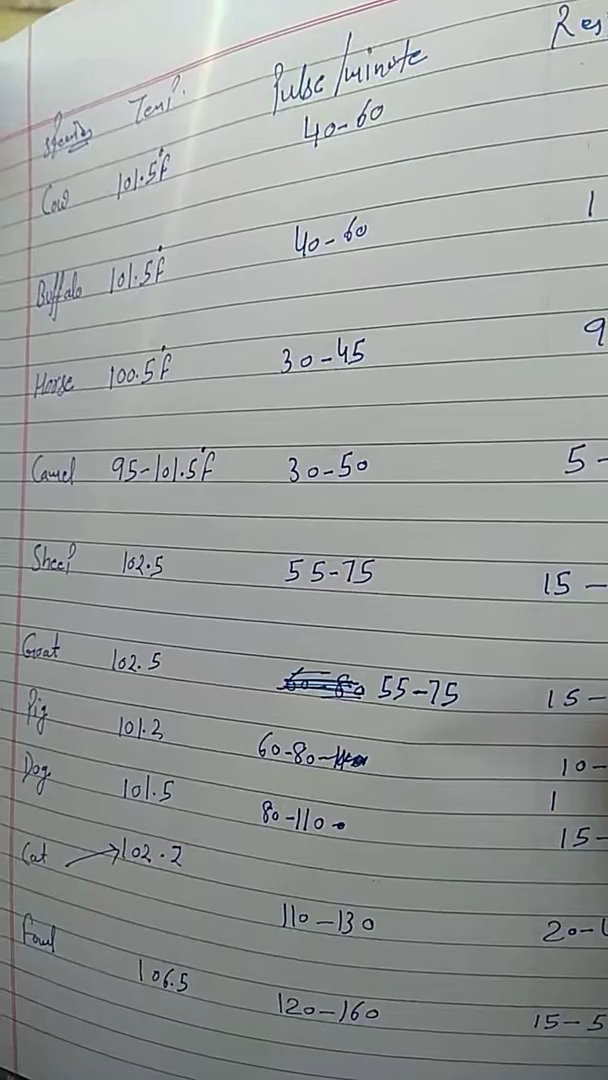 Species Temp. Pulse/minute Res
Cow 101.5°f 40-60
Buffalo 101.5°f 40-60 1
Horse 100.5°f 30-45 9
Camel 95-101.5°f 30-50 5-
Sheep 102.5 55-75 15-
Goat 102.5 55-75 15-
Pig 101.3 60-80- 10-
1
Dog 101.5 80-110 15-
Cat →102.2 110-130 20-
Fowl 106.5 120-160 15-5